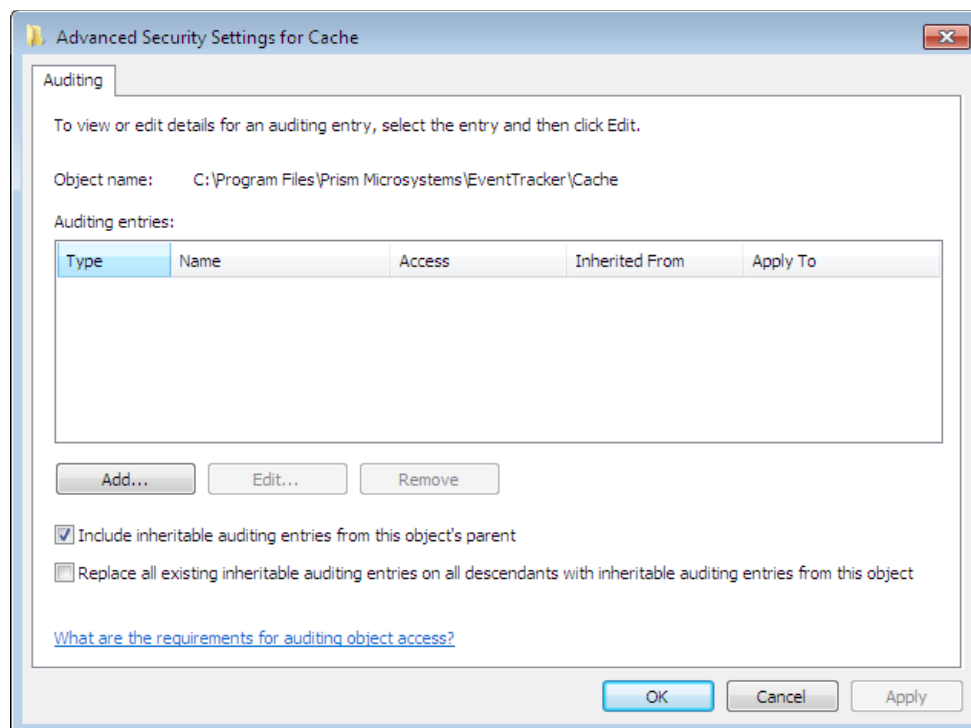 Advanced Security Settings for Cache
Auditing
To view or edit details for an auditing entry, select the entry and then click Edit.
Object name: C:\Program Files\Prism Microsystems\EventTracker\Cache
Auditing entries:
Type Name Access Inherited From Apply To
Add... Edit... Remove
Include inheritable auditing entries from this object's parent
Replace all existing inheritable auditing entries on all descendants with inheritable auditing entries from this object
What are the requirements for auditing object access?
OK Cancel Apply